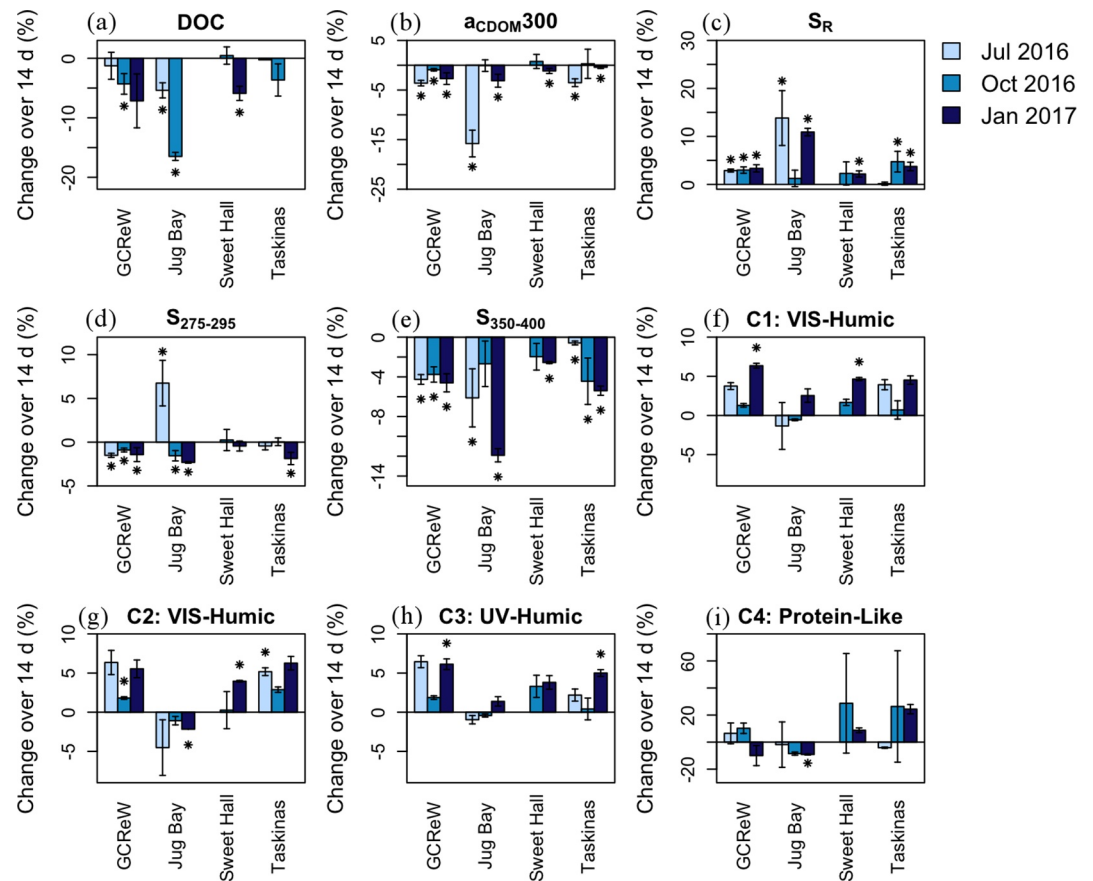 (a) DOC
(b) aCDOM300
(c) SR
Jul 2016
Oct 2016
Jan 2017
Change over 14 d (%)
0
-10
-20
GCReW
Jug Bay
Sweet Hall
Taskinas
Change over 14 d (%)
5
-5
-15
-25
GCReW
Jug Bay
Sweet Hall
Taskinas
Change over 14 d (%)
30
20
10
0
GCReW
Jug Bay
Sweet Hall
Taskinas
(d) S275-295
(e) S350-400
(f) C1: VIS-Humic
Change over 14 d (%)
10
5
0
-5
GCReW
Jug Bay
Sweet Hall
Taskinas
Change over 14 d (%)
0
-4
-8
-14
GCReW
Jug Bay
Sweet Hall
Taskinas
Change over 14 d (%)
10
5
0
-5
GCReW
Jug Bay
Sweet Hall
Taskinas
(g) C2: VIS-Humic
(h) C3: UV-Humic
(i) C4: Protein-Like
Change over 14 d (%)
10
5
0
-5
GCReW
Jug Bay
Sweet Hall
Taskinas
Change over 14 d (%)
10
5
0
-5
GCReW
Jug Bay
Sweet Hall
Taskinas
Change over 14 d (%)
60
20
-20
GCReW
Jug Bay
Sweet Hall
Taskinas